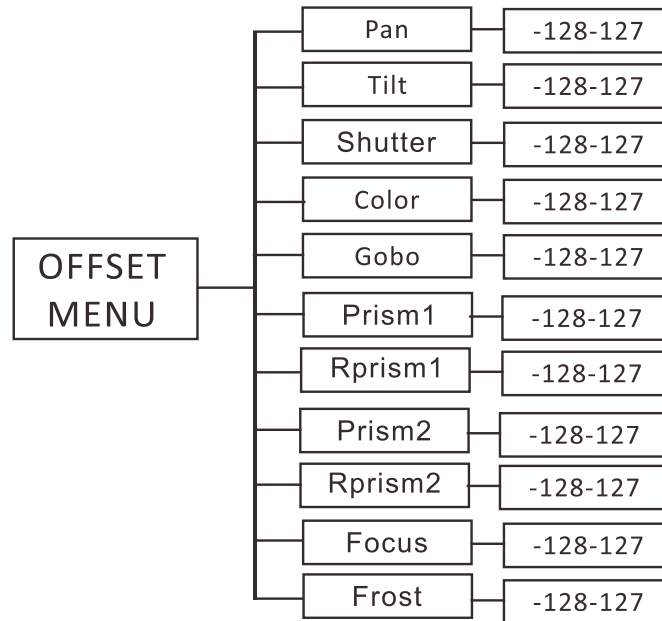 Pan -128-127
Tilt -128-127
Shutter -128-127
Color -128-127
OFFSET
MENU
Gobo -128-127
Prism1 -128-127
Rprism1 -128-127
Prism2 -128-127
Rprism2 -128-127
Focus -128-127
Frost -128-127